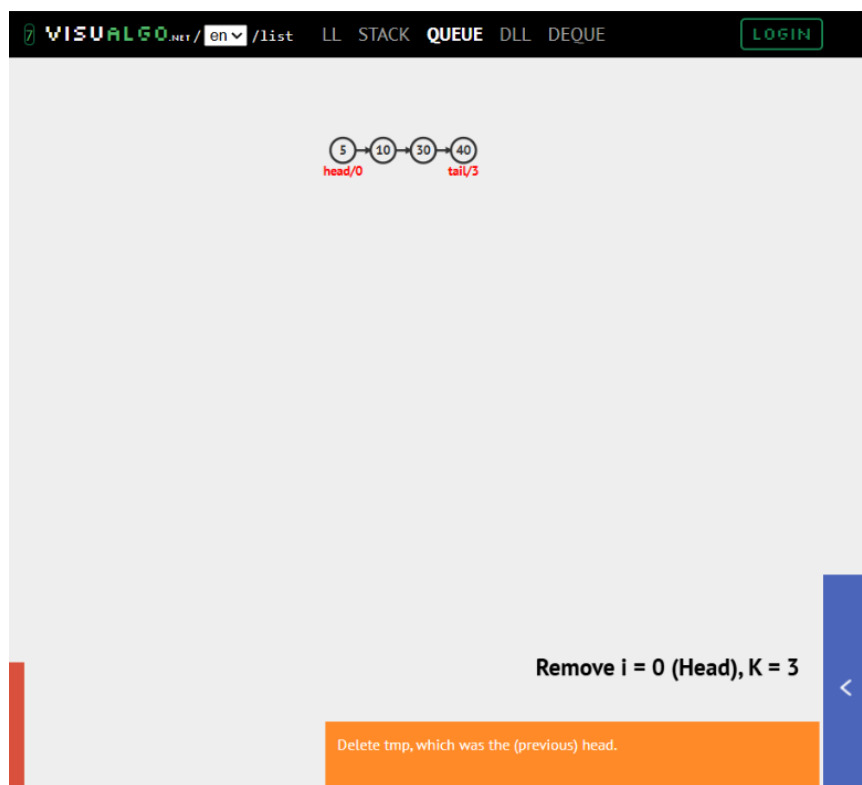 7 VISUALGO.NET/ en /list LL STACK QUEUE DLL DEQUE LOGIN
5 10 30 40
head/0 tail/3
Remove i = 0 (Head), K = 3
<
Delete tmp, which was the (previous) head.